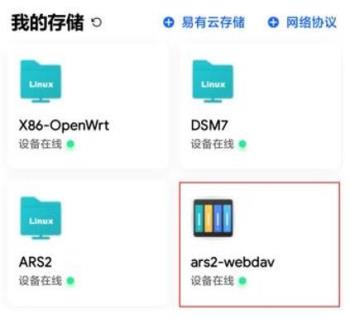 我的存储
易有云存储
网络协议
Linux
X86-OpenWrt
设备在线
Linux
DSM7
设备在线
Linux
ARS2
设备在线
ars2-webdav
设备在线